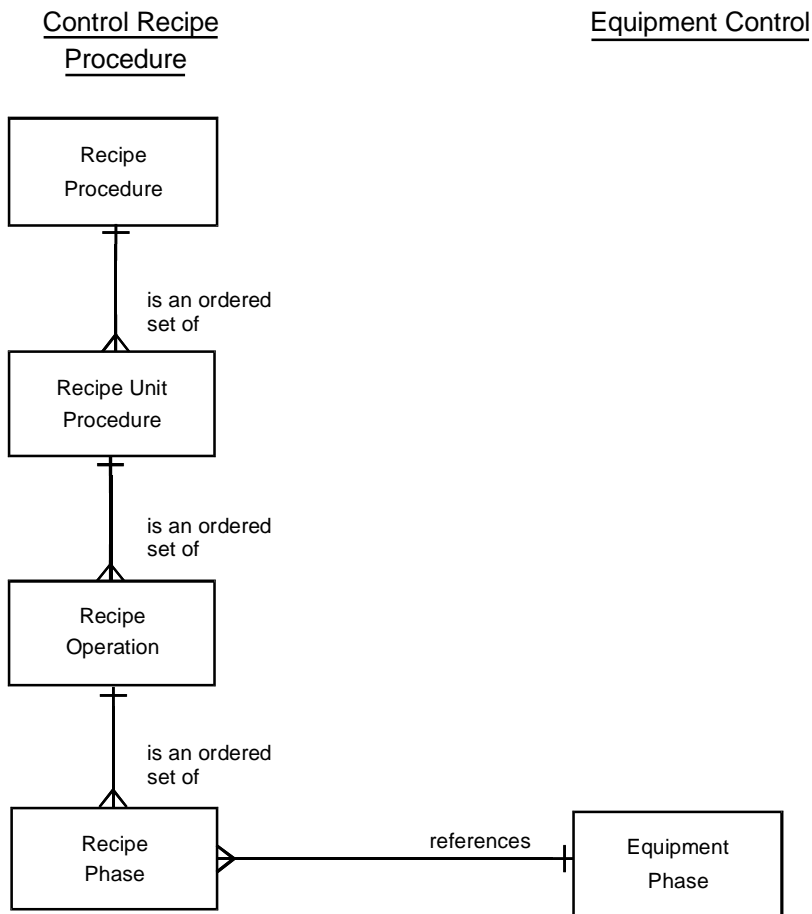 Control Recipe
Procedure
Equipment Control
Recipe
Procedure
is an ordered
set of
Recipe Unit
Procedure
is an ordered
set of
Recipe
Operation
is an ordered
set of
Recipe
Phase
references
Equipment
Phase